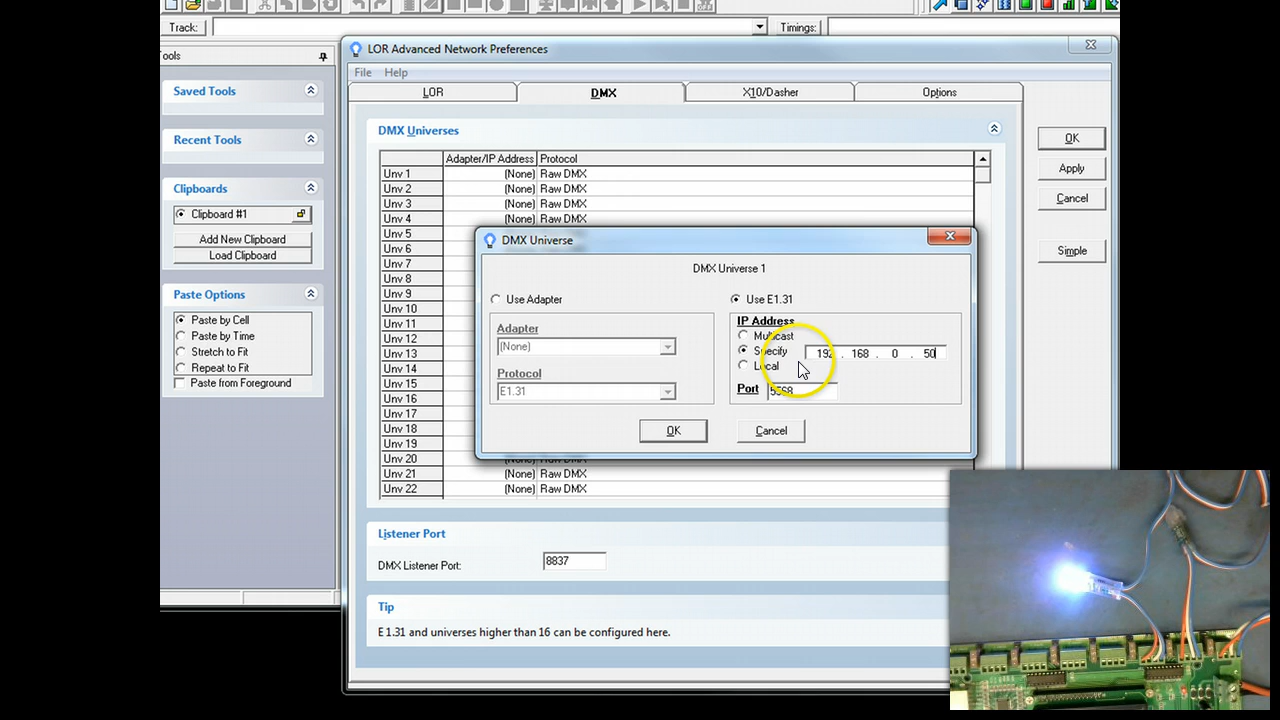 Track:
Timings:
LOR Advanced Network Preferences
ools
File Help
LOR DMX X10/Dasher Options
Saved Tools
Recent Tools
Clipboards
Clipboard #1
Add New Clipboard
Load Clipboard
Paste Options
Paste by Cell
Paste by Time
Stretch to Fit
Repeat to Fit
Paste from Foreground
DMX Universes
Adapter/IP Address Protocol
Unv 1 (None) Raw DMX
Unv 2 (None) Raw DMX
Unv 3 (None) Raw DMX
Unv 4 (None) Raw DMX
Unv 5
Unv 6
Unv 7
Unv 8
Unv 9
Unv 10
Unv 11
Unv 12
Unv 13
Unv 14
Unv 15
Unv 16
Unv 17
Unv 18
Unv 19
Unv 20 (None) Raw DMX
Unv 21 (None) Raw DMX
Unv 22 (None) Raw DMX
OK
Apply
Cancel
Simple
DMX Universe
DMX Universe 1
Use Adapter
Adapter
(None)
Protocol
E1.31
Use E1.31
IP Address
Multicast
Specify 192 . 168 . 0 . 50
Local
Port 5568
OK Cancel
Listener Port
DMX Listener Port: 8837
Tip
E1.31 and universes higher than 16 can be configured here.